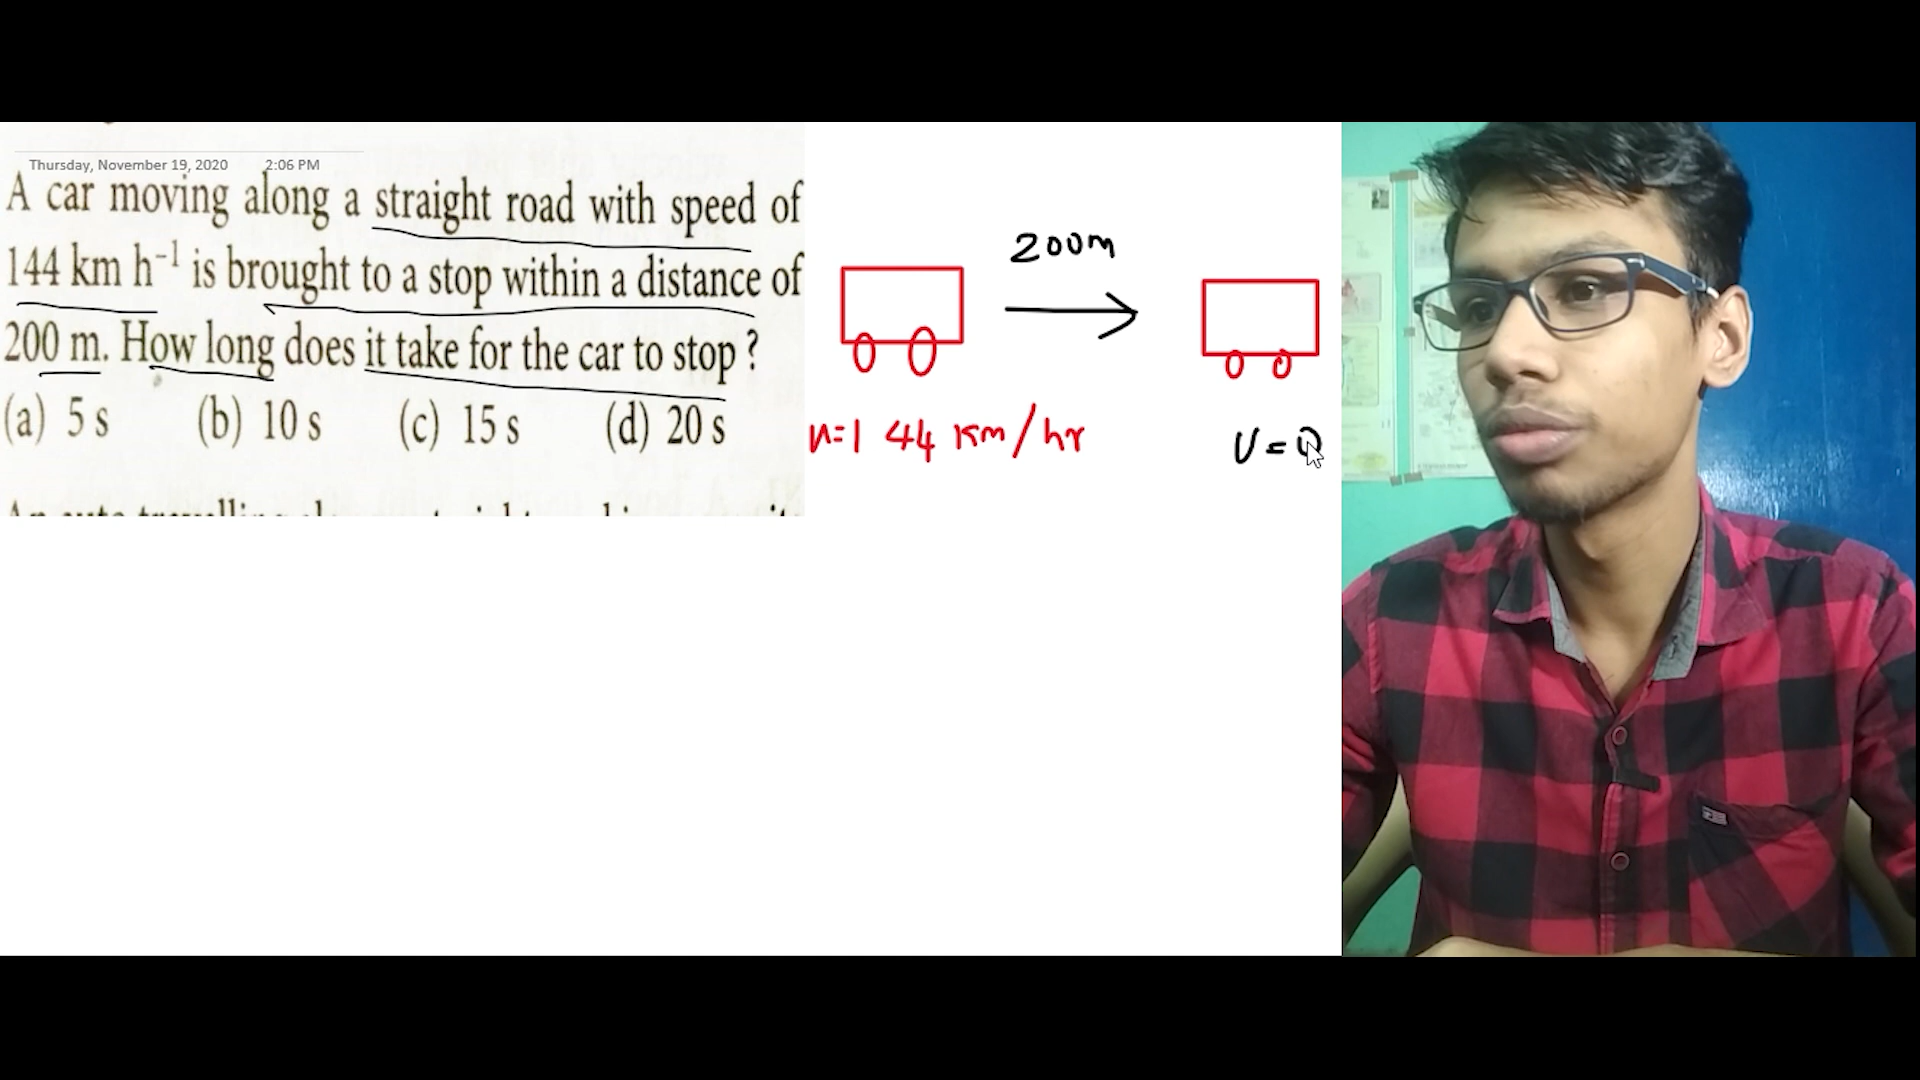 Thursday, November 19, 2020 2:06 PM
A car moving along a straight road with speed of
144 km h⁻¹ is brought to a stop within a distance of
200 m. How long does it take for the car to stop ?
(a) 5 s (b) 10 s (c) 15 s (d) 20 s
200m
u=144 Km/hr
v=0